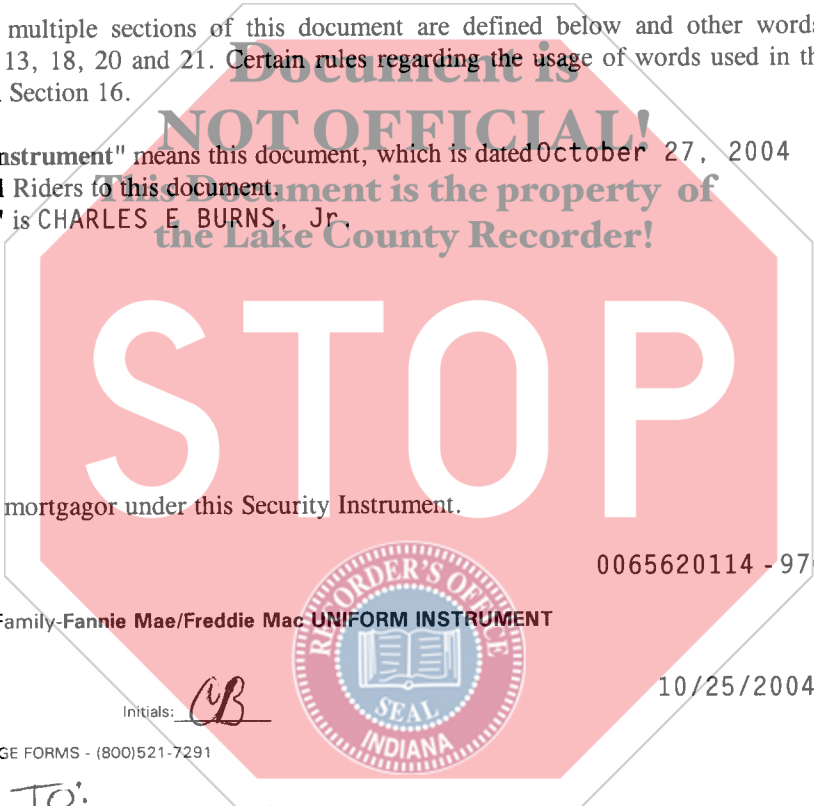 multiple sections of this document are defined below and other words
13, 18, 20 and 21. Certain rules regarding the usage of words used in th
Section 16.
Document is
NOT OFFICIAL!
nstrument" means this document, which is dated October 27, 2004
Riders to this document.
This Document is the property of
" is CHARLES E BURNS, Jr.
the Lake County Recorder!
STOP
mortgagor under this Security Instrument.
0065620114 - 97
Family-Fannie Mae/Freddie Mac UNIFORM INSTRUMENT
RECORDER'S OFFICE
SEAL
INDIANA
10/25/2004
Initials: CB
GE FORMS - (800)521-7291
TO: